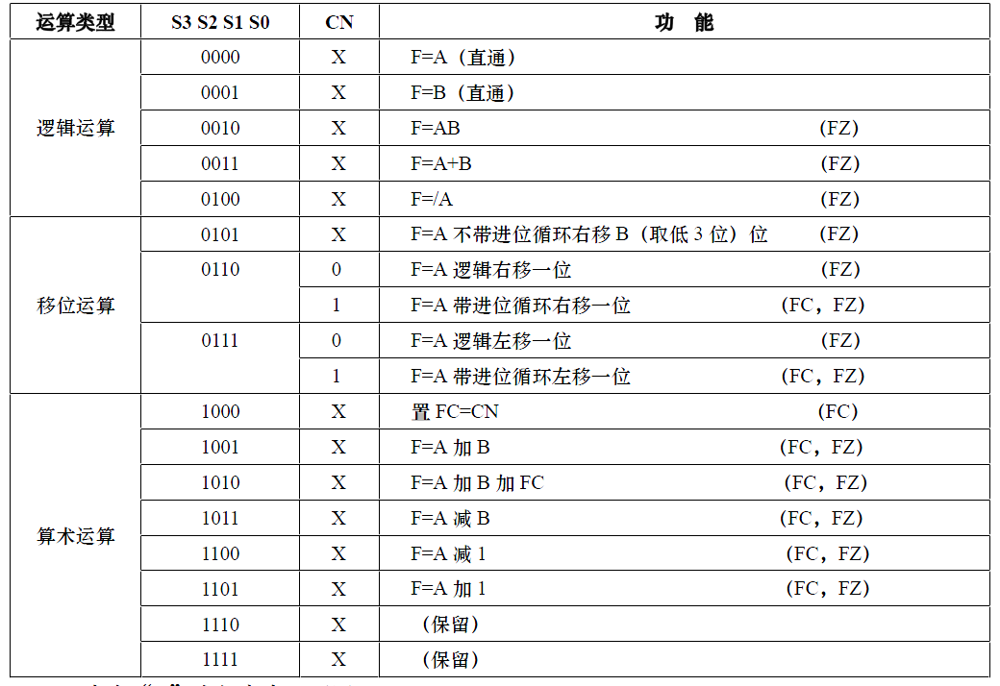 运算类型 S3 S2 S1 S0 CN 功 能
逻辑运算
0000 X F=A（直通）
0001 X F=B（直通）
0010 X F=AB （FZ）
0011 X F=A+B （FZ）
0100 X F=/A （FZ）
移位运算
0101 X F=A 不带进位循环右移 B（取低 3 位）位 （FZ）
0110 0 F=A 逻辑右移一位 （FZ）
1 F=A 带进位循环右移一位 （FC，FZ）
0111 0 F=A 逻辑左移一位 （FZ）
1 F=A 带进位循环左移一位 （FC，FZ）
算术运算
1000 X 置 FC=CN （FC）
1001 X F=A 加 B （FC，FZ）
1010 X F=A 加 B 加 FC （FC，FZ）
1011 X F=A 减 B （FC，FZ）
1100 X F=A 减 1 （FC，FZ）
1101 X F=A 加 1 （FC，FZ）
1110 X （保留）
1111 X （保留）